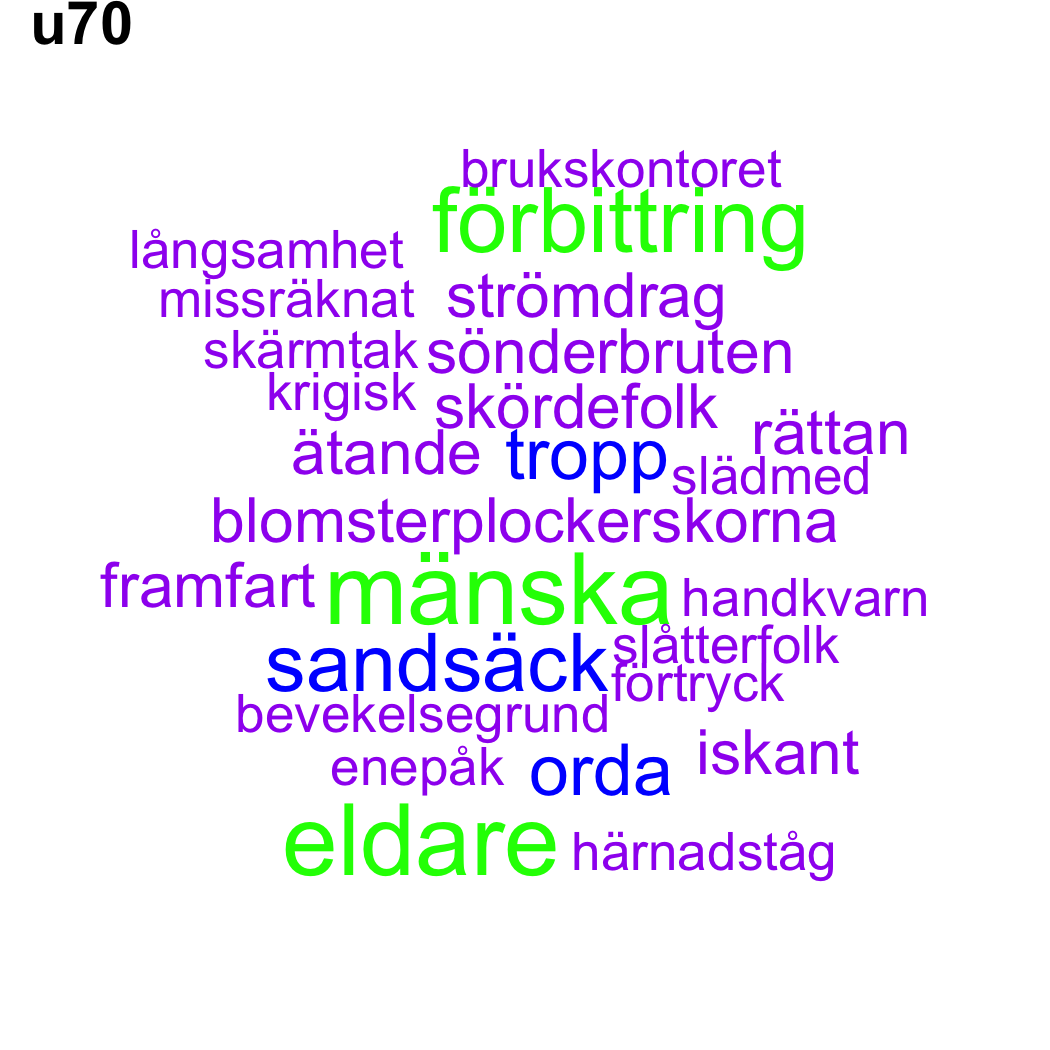 u70
brukskontoret
förbittring
långsamhet
missräknat strömdrag
skärmtak sönderbruten
krigisk skördefolk
ätande tropp rättan
slädmed
blomsterplockerskorna
framfart mänska handkvarn
sandsäck slåtterfolk
förtryck
bevekelsegrund
enepåk orda iskant
eldare härnadståg